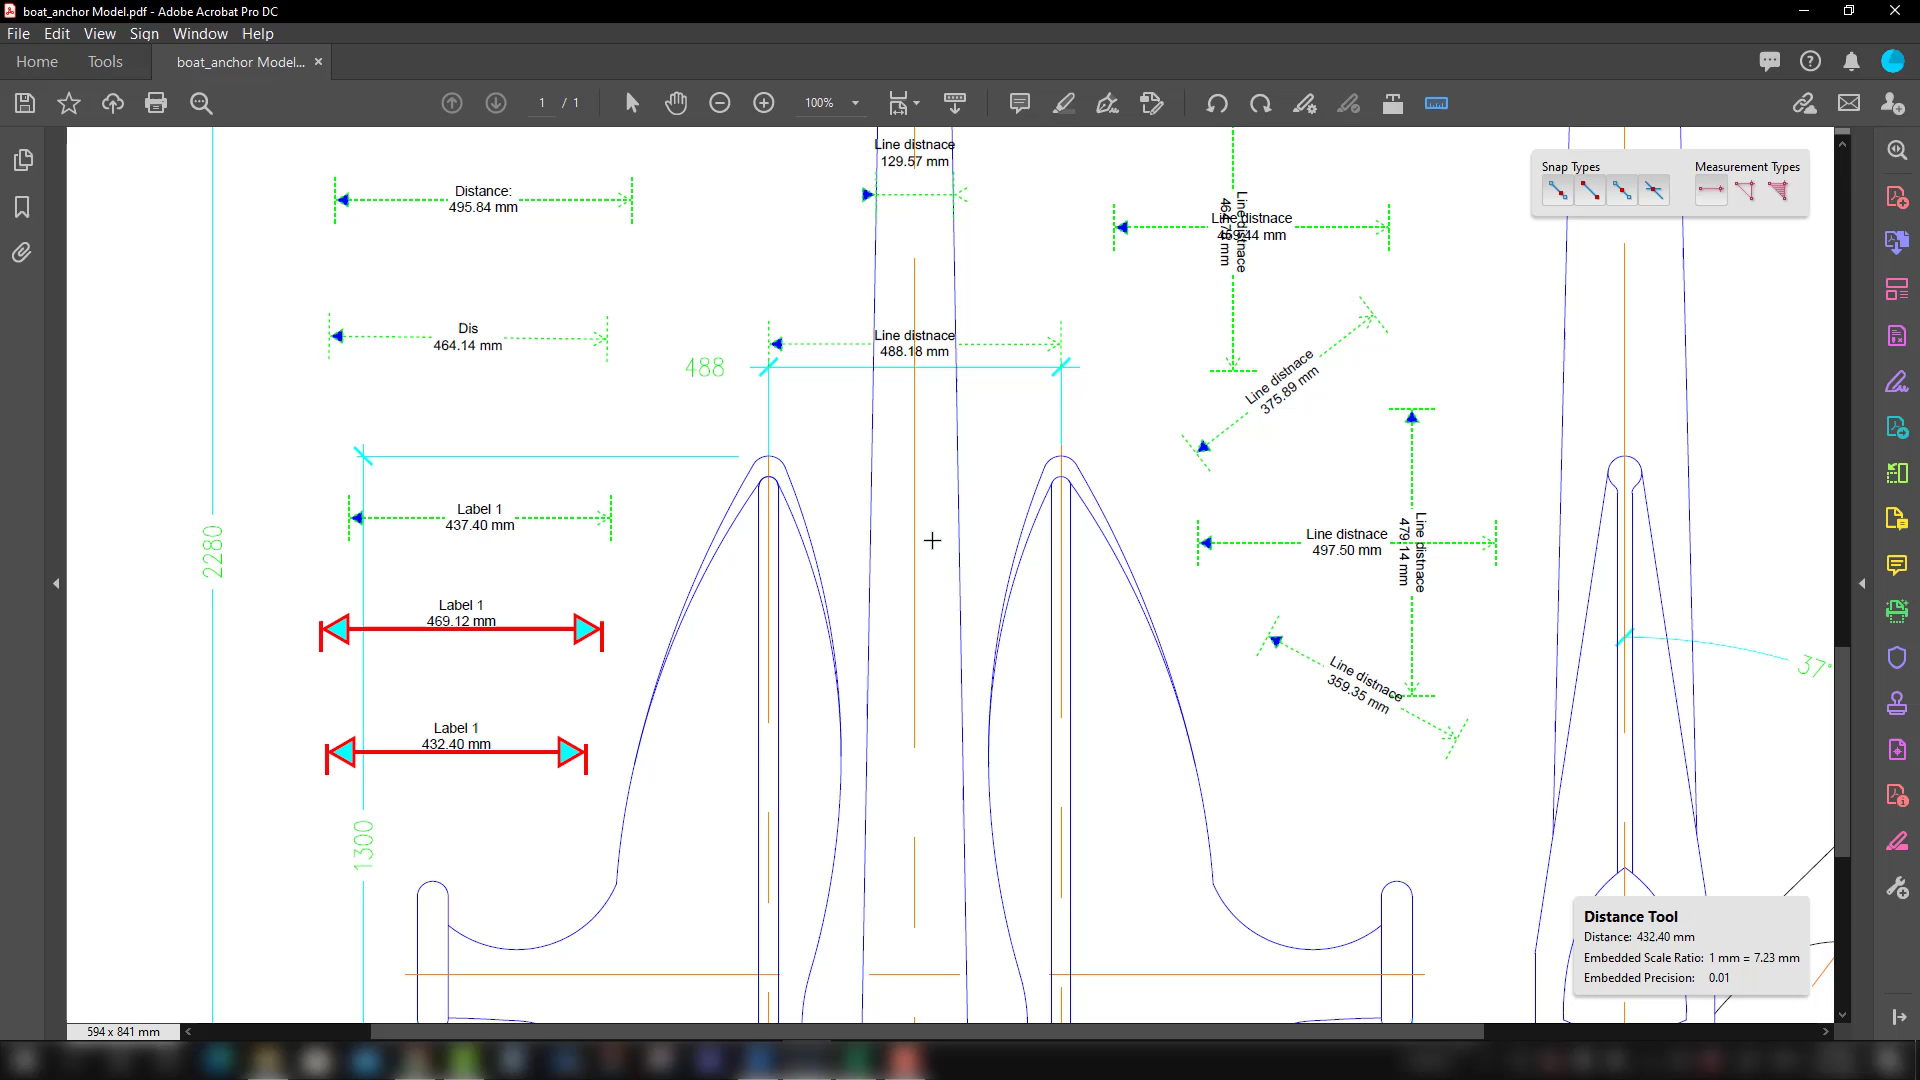 boat_anchor Model.pdf - Adobe Acrobat Pro DC
File Edit View Sign Window Help
Home Tools boat_anchor Model... ×
1 / 1 100%
Line distnace
129.57 mm
Snap Types Measurement Types
Distance:
495.84 mm
Line distnace
469.44 mm
Line distnace
Dis
464.14 mm
Line distnace
488.18 mm
488
Line distnace
375.89 mm
Label 1
437.40 mm
2280
Line distnace
497.50 mm
Line distnace
479.14 mm
Label 1
469.12 mm
Line distnace
359.35 mm
37°
Label 1
432.40 mm
1300
Distance Tool
Distance: 432.40 mm
Embedded Scale Ratio: 1 mm = 7.23 mm
Embedded Precision: 0.01
594 x 841 mm